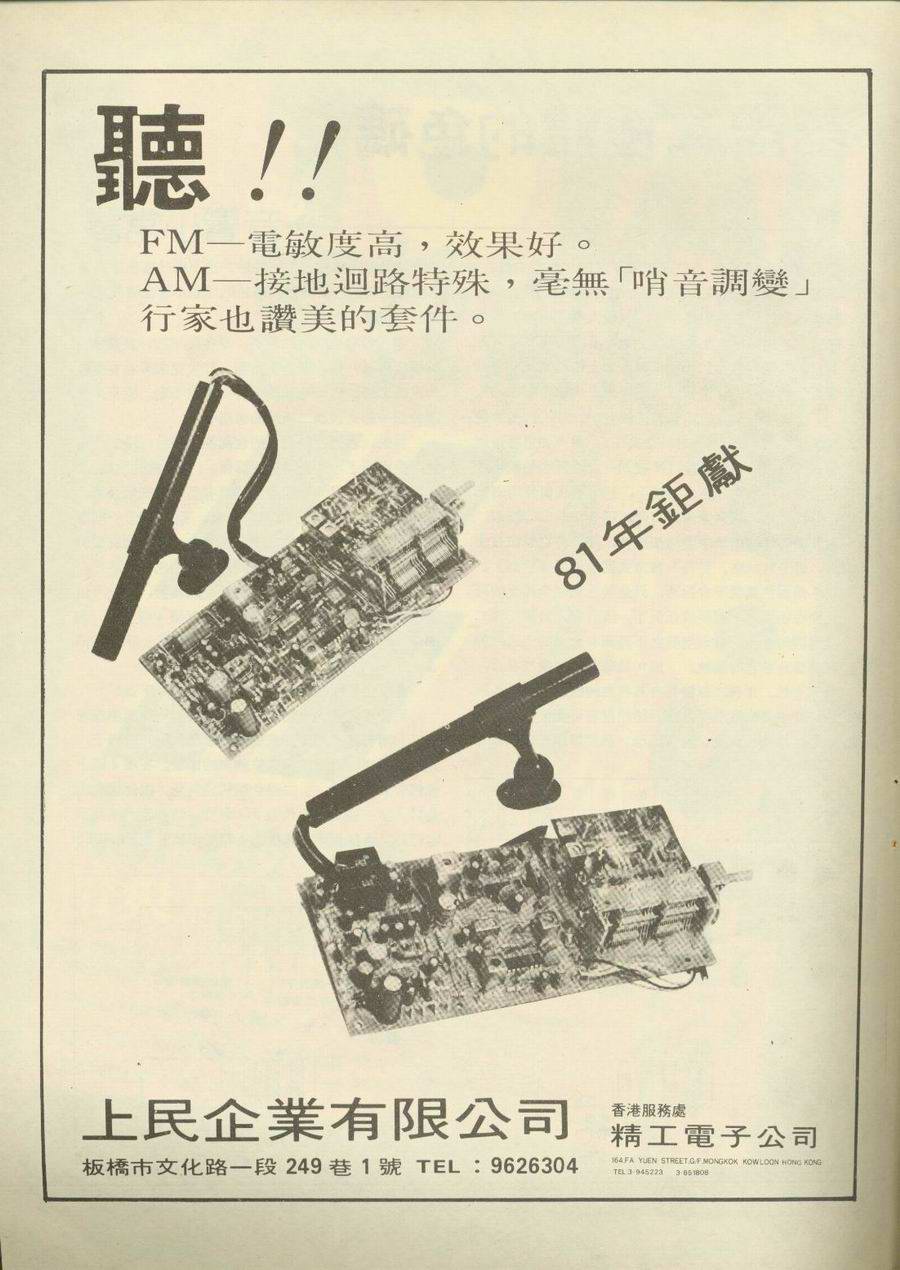 聽!!
FM—電敏度高，效果好。
AM—接地迴路特殊，毫無「哨音調變」
行家也讚美的套件。
81年鉅獻
上民企業有限公司
板橋市文化路一段 249 巷 1 號 TEL：9626304
香港服務處
精工電子公司
164.FA YUEN STREET.G/F.MONGKOK KOWLOON HONG KONG
TEL 3-945223 3-851808